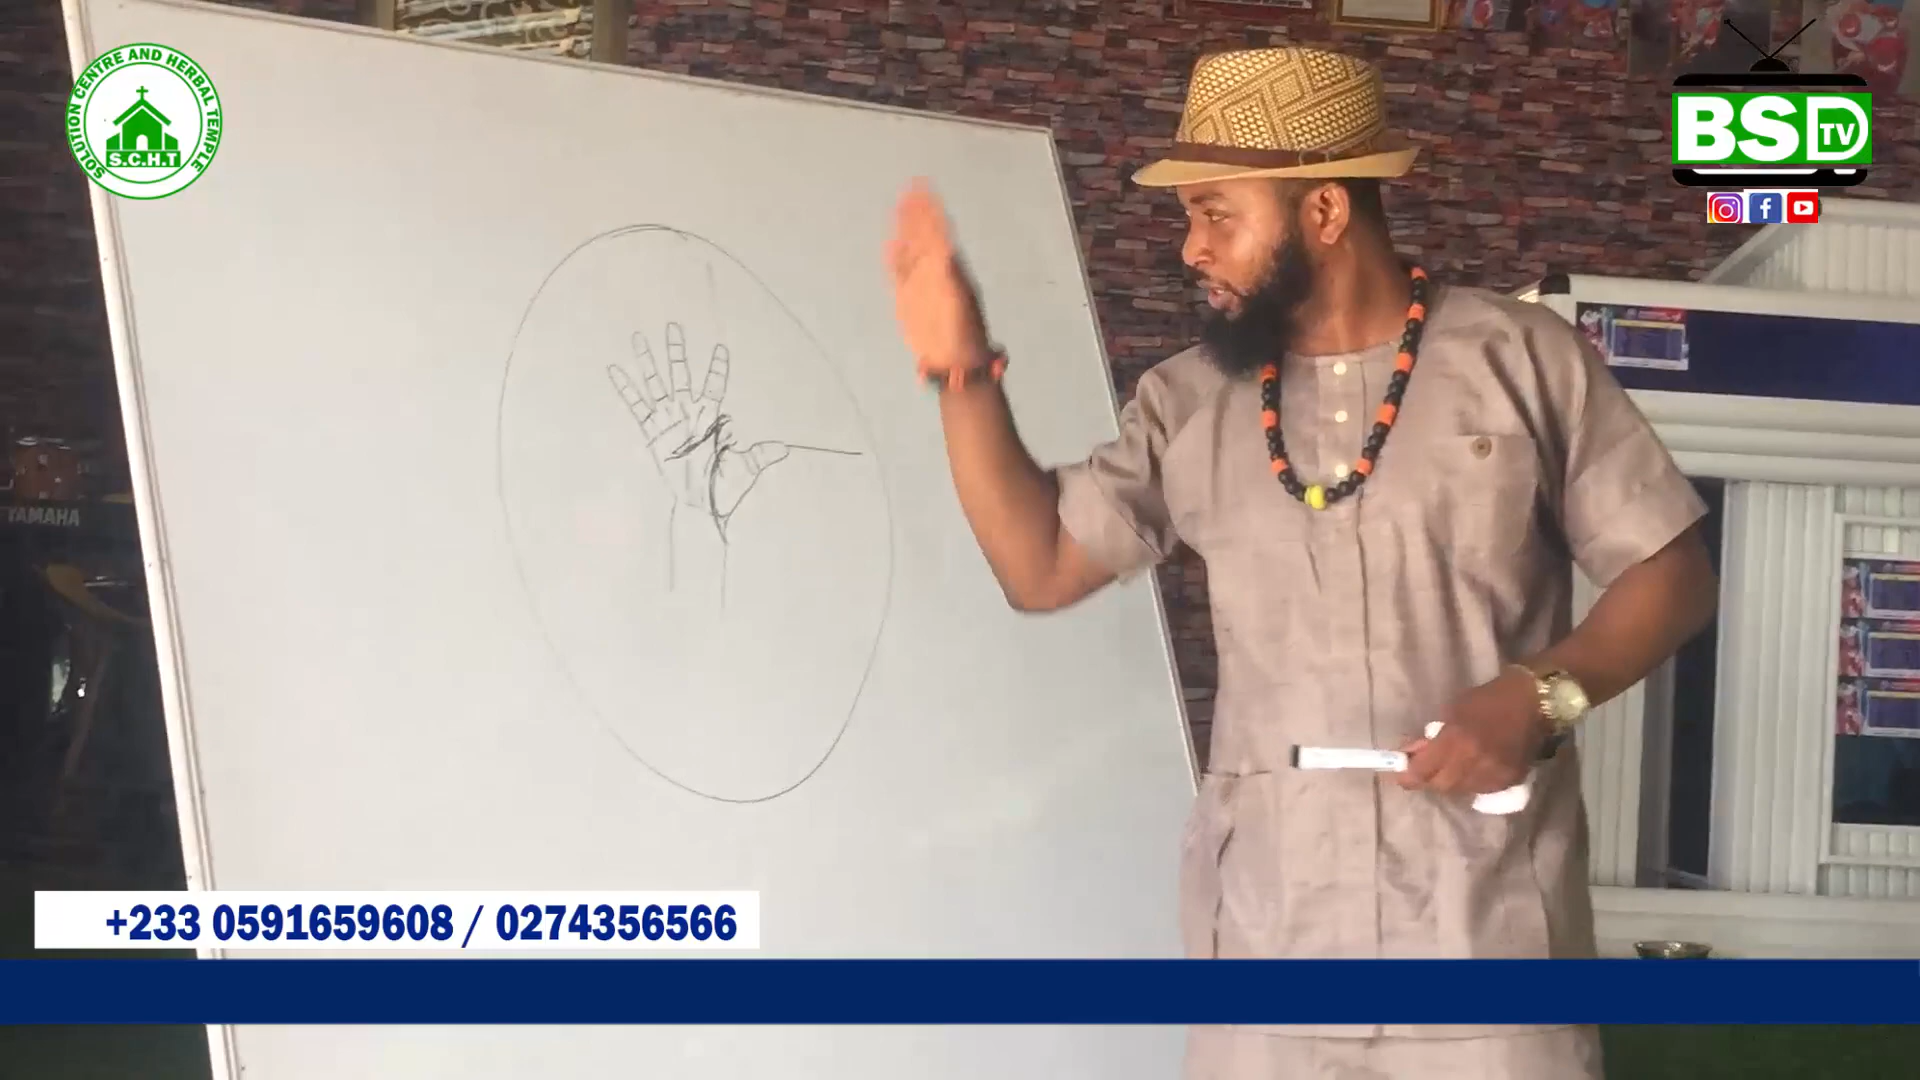 SOLUTION CENTRE AND HERBAL TEMPLE
S.C.H.T
BSD TV
YAMAHA
+233 0591659608 / 0274356566